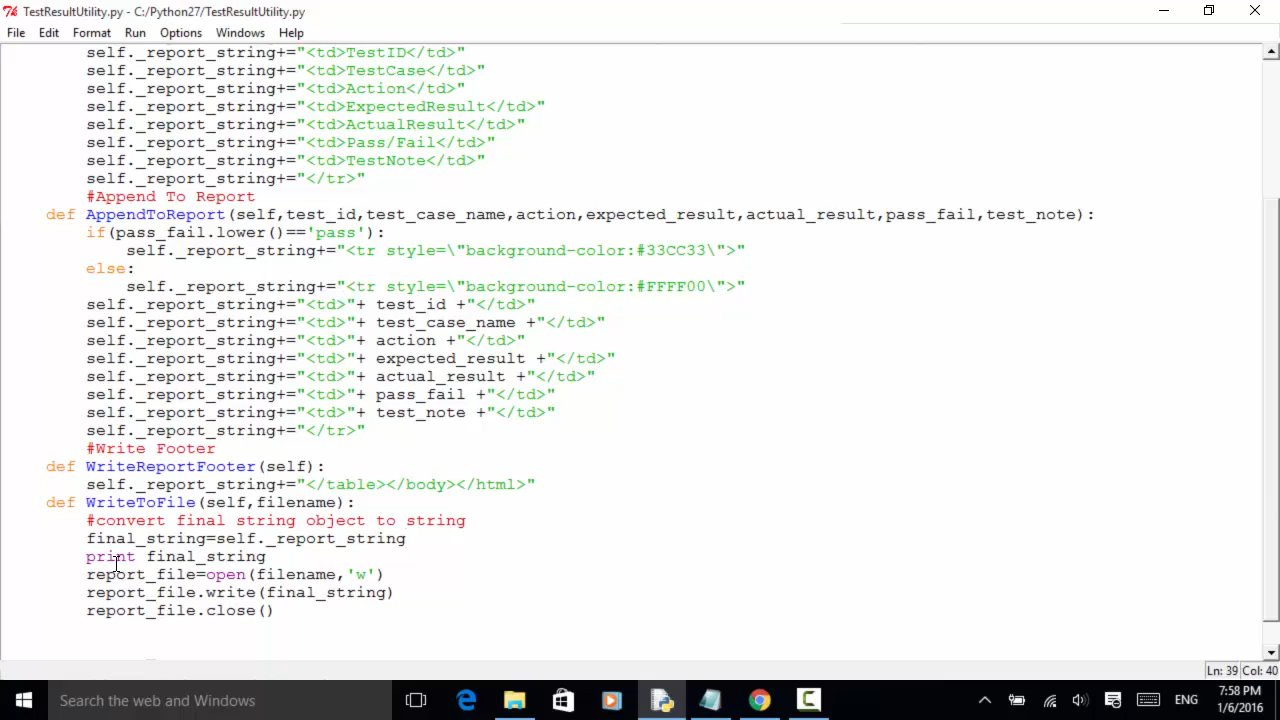 TestResultUtility.py - C:/Python27/TestResultUtility.py
File Edit Format Run Options Windows Help
self._report_string+="<td>TestID</td>"
self._report_string+="<td>TestCase</td>"
self._report_string+="<td>Action</td>"
self._report_string+="<td>ExpectedResult</td>"
self._report_string+="<td>ActualResult</td>"
self._report_string+="<td>Pass/Fail</td>"
self._report_string+="<td>TestNote</td>"
self._report_string+="</tr>"
#Append To Report
def AppendToReport(self,test_id,test_case_name,action,expected_result,actual_result,pass_fail,test_note):
if(pass_fail.lower()=='pass'):
self._report_string+="<tr style=\"background-color:#33CC33\">"
else:
self._report_string+="<tr style=\"background-color:#FFFF00\">"
self._report_string+="<td>"+ test_id +"</td>"
self._report_string+="<td>"+ test_case_name +"</td>"
self._report_string+="<td>"+ action +"</td>"
self._report_string+="<td>"+ expected_result +"</td>"
self._report_string+="<td>"+ actual_result +"</td>"
self._report_string+="<td>"+ pass_fail +"</td>"
self._report_string+="<td>"+ test_note +"</td>"
self._report_string+="</tr>"
#Write Footer
def WriteReportFooter(self):
self._report_string+="</table></body></html>"
def WriteToFile(self,filename):
#convert final string object to string
final_string=self._report_string
print final_string
report_file=open(filename,'w')
report_file.write(final_string)
report_file.close()
Ln: 39 Col: 40
Search the web and Windows
ENG
7:58 PM
1/6/2016